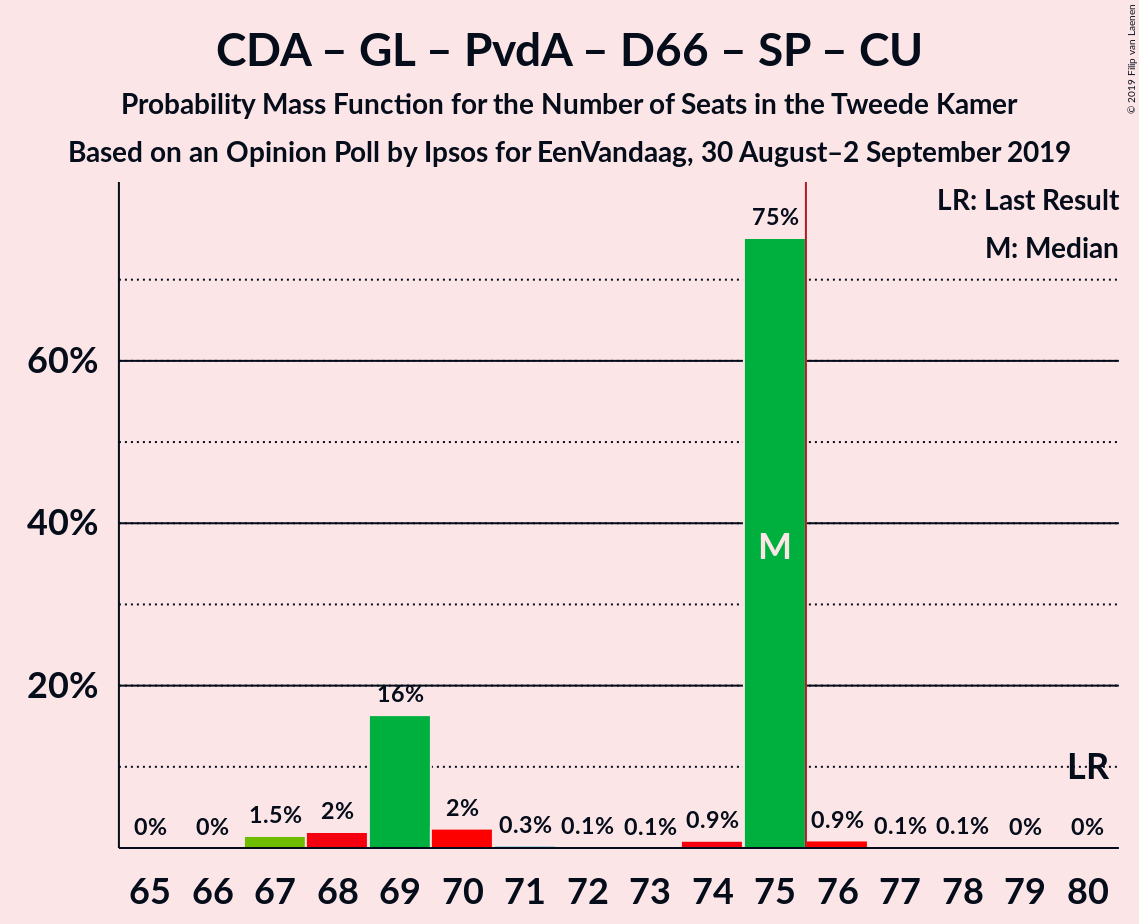 CDA – GL – PvdA – D66 – SP – CU
Probability Mass Function for the Number of Seats in the Tweede Kamer
Based on an Opinion Poll by Ipsos for EenVandaag, 30 August–2 September 2019
© 2019 Filip van Laenen
LR: Last Result
M: Median
60%
40%
20%
0% 0% 1.5% 2% 16% 2% 0.3% 0.1% 0.1% 0.9% 75% 0.9% 0.1% 0.1% 0% 0%
M
LR
65 66 67 68 69 70 71 72 73 74 75 76 77 78 79 80